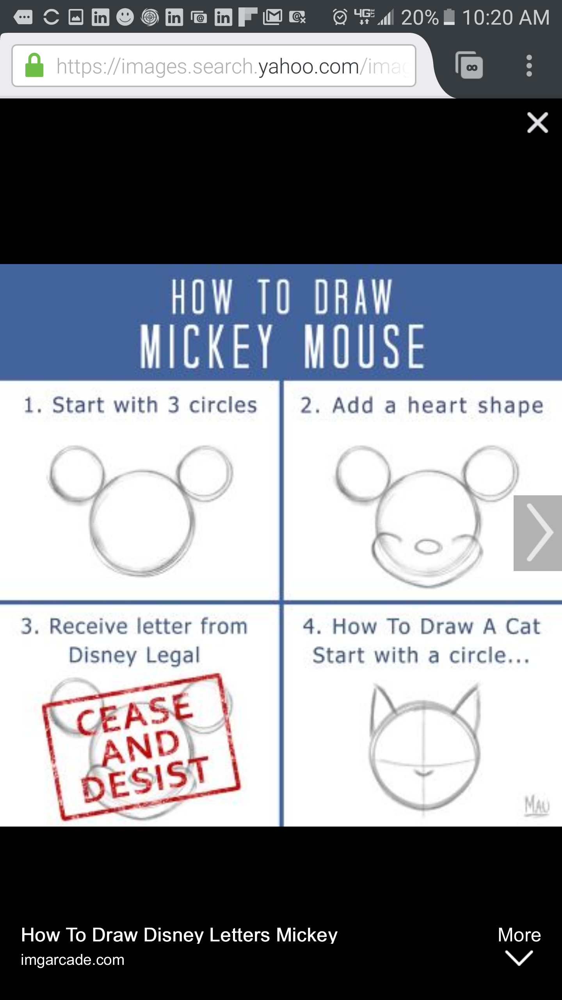 20% 10:20 AM
https://images.search.yahoo.com/imag
HOW TO DRAW
MICKEY MOUSE
1. Start with 3 circles
2. Add a heart shape
3. Receive letter from
Disney Legal
CEASE
AND
DESIST
4. How To Draw A Cat
Start with a circle...
MAU
How To Draw Disney Letters Mickey
More
imgarcade.com